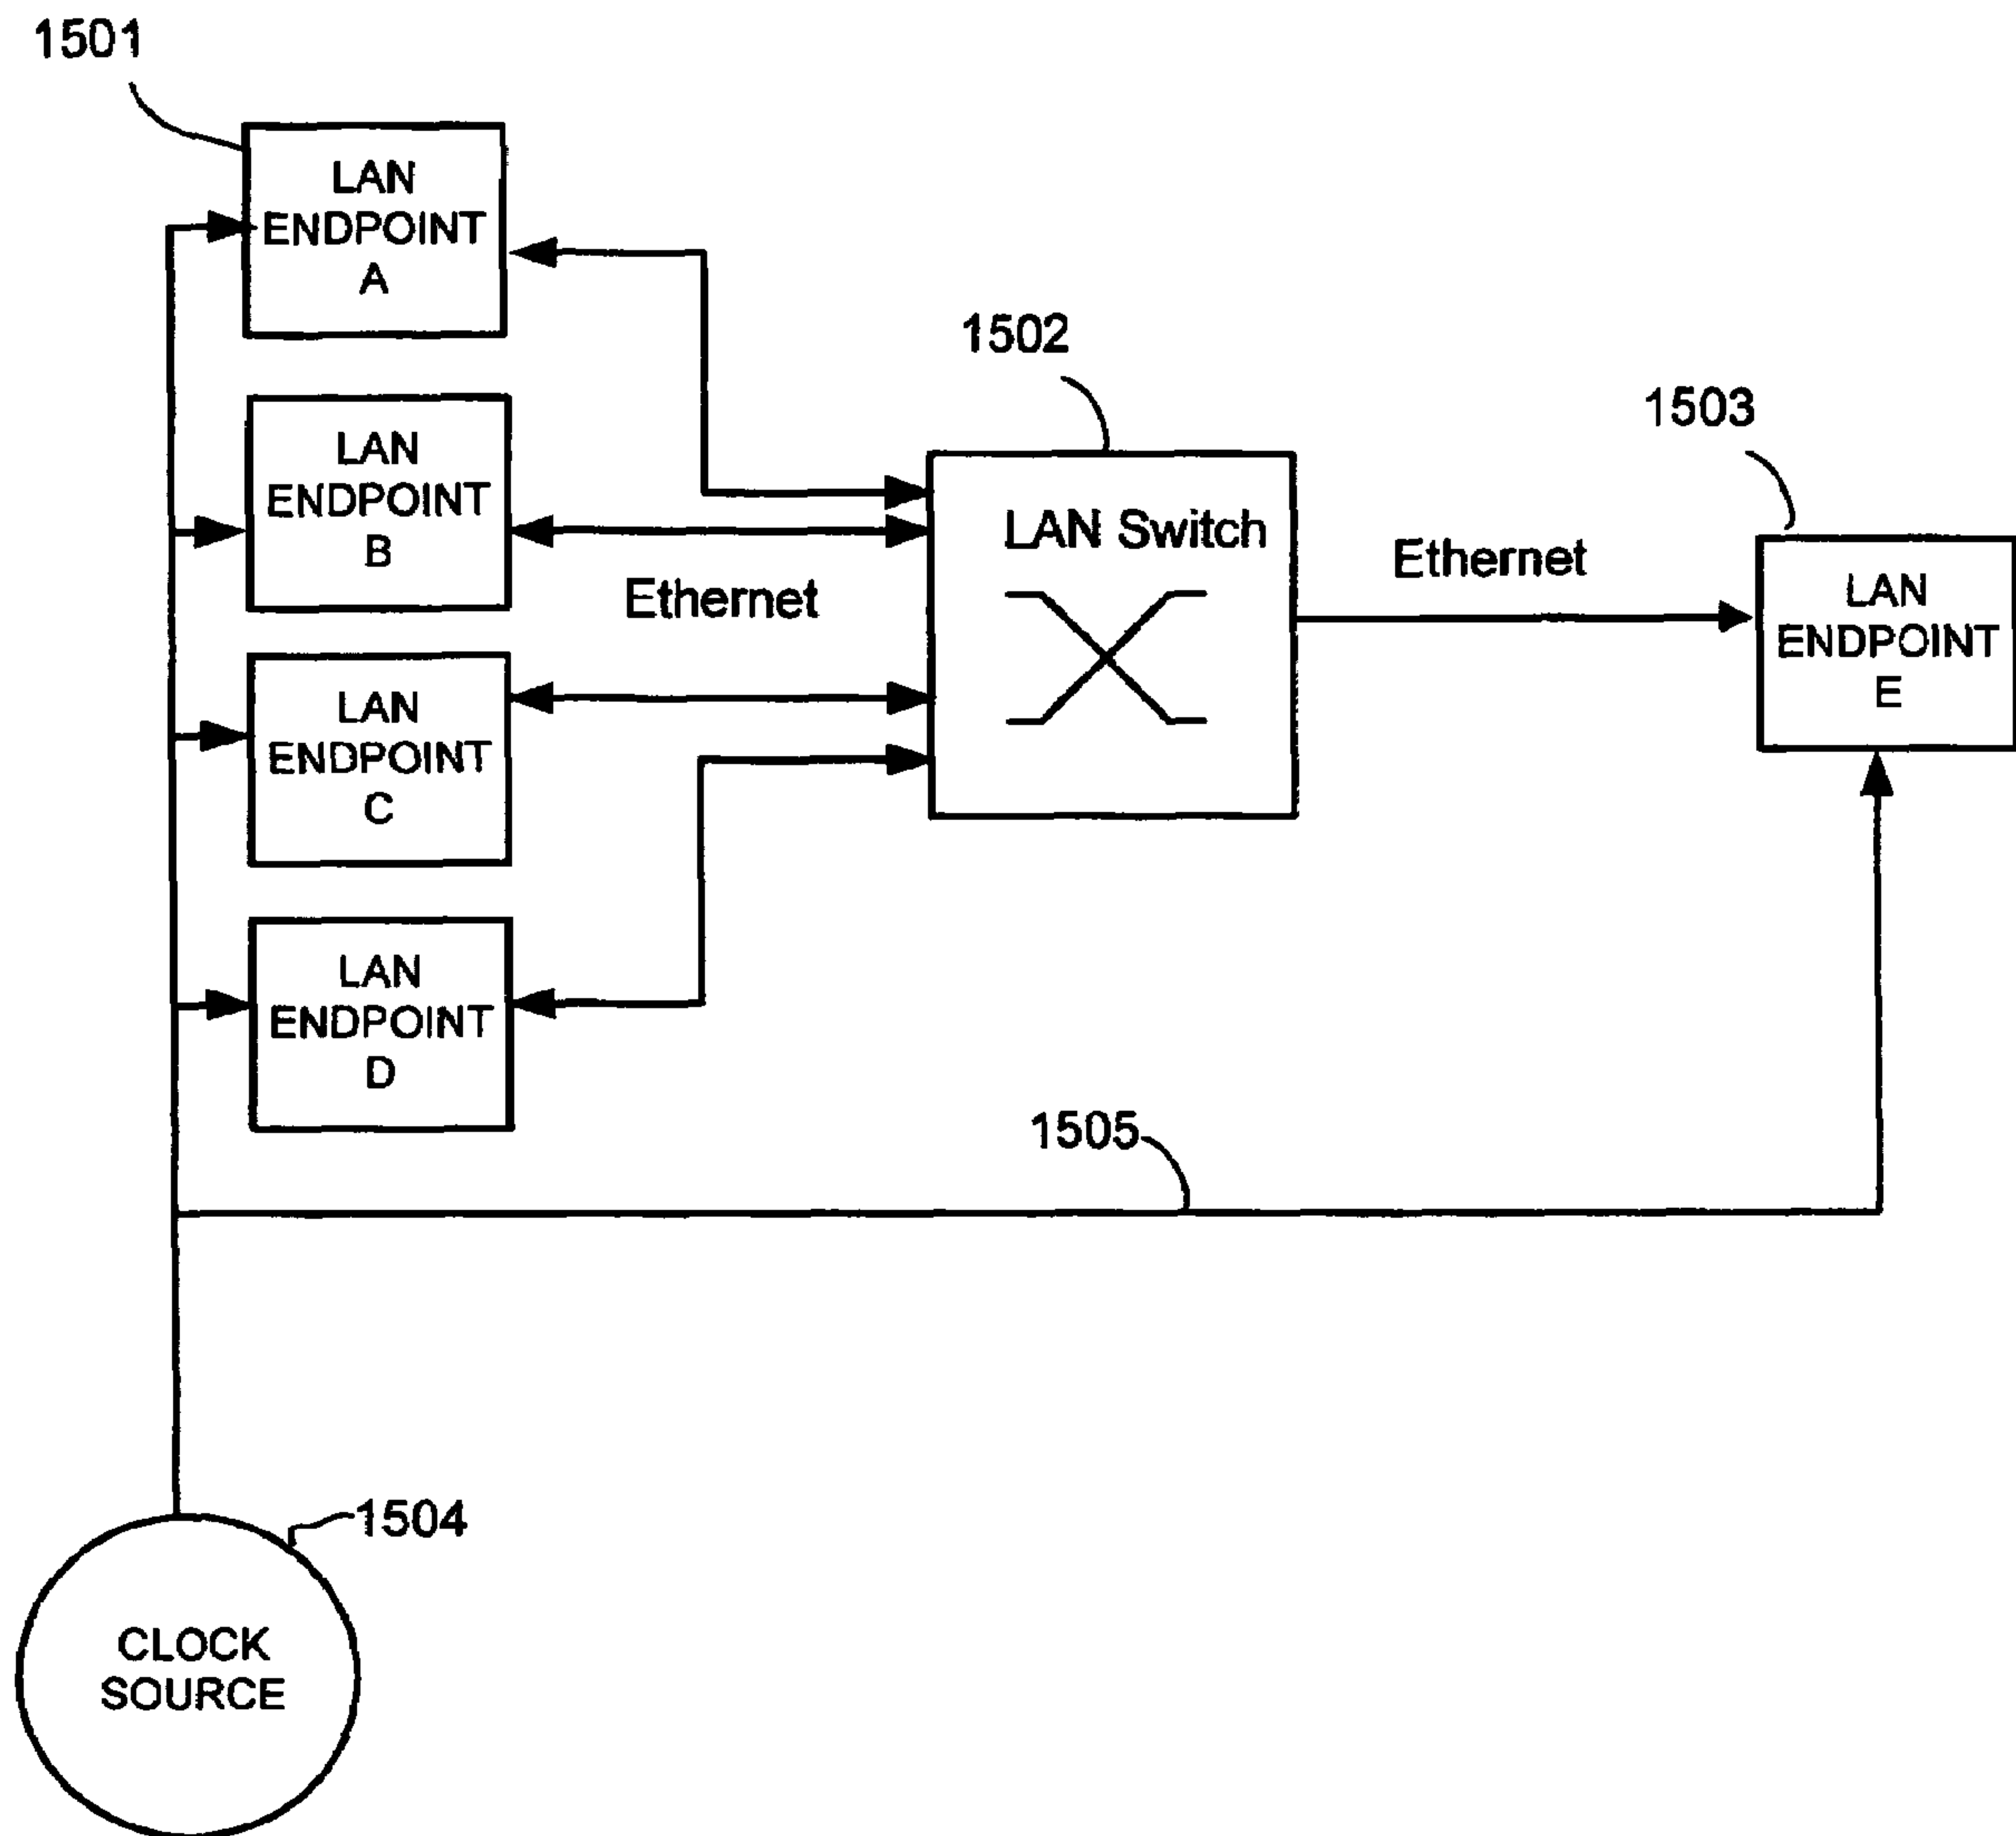 1501
LAN
ENDPOINT
A
1502
1503
LAN
ENDPOINT
B
LAN Switch
Ethernet
Ethernet
LAN
ENDPOINT
E
LAN
ENDPOINT
C
LAN
ENDPOINT
D
1505
1504
CLOCK
SOURCE